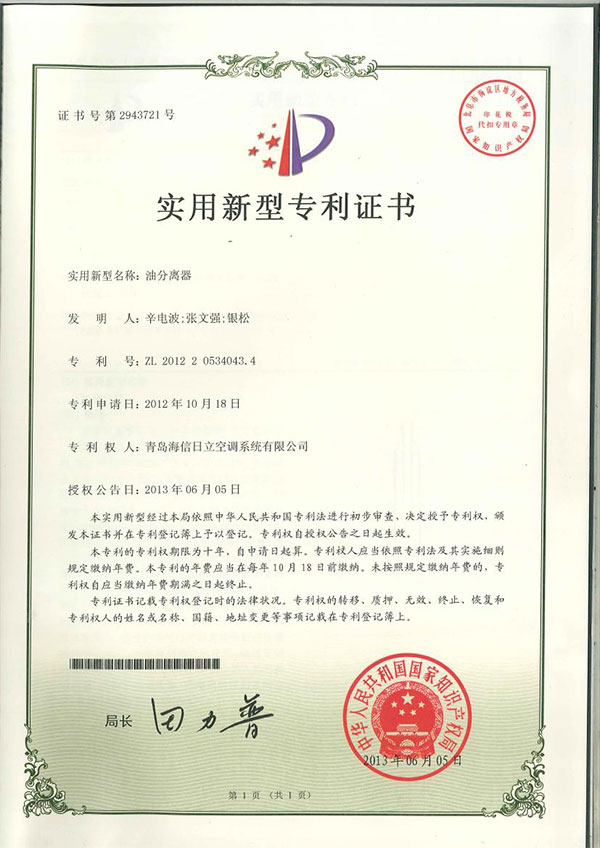 证书号第2943721号
北京市海淀区地方税务局
印花税
代扣专用章
国家知识产权局
实用新型专利证书
实用新型名称：油分离器
发明人：辛电波;张文强;银松
专利号：ZL 2012 2 0534043.4
专利申请日：2012年10月18日
专利权人：青岛海信日立空调系统有限公司
授权公告日：2013年06月05日
本实用新型经过本局依照中华人民共和国专利法进行初步审查，决定授予专利权，颁
发本证书并在专利登记簿上予以登记。专利权自授权公告之日起生效。
本专利的专利权期限为十年，自申请日起算。专利权人应当依照专利法及其实施细则
规定缴纳年费。本专利的年费应当在每年10月18日前缴纳。未按照规定缴纳年费的，专
利权自应当缴纳年费期满之日起终止。
专利证书记载专利权登记时的法律状况。专利权的转移、质押、无效、终止、恢复和
专利权人的姓名或名称、国籍、地址变更等事项记载在专利登记簿上。
局长
田力普
中华人民共和国国家知识产权局
2013年06月05日
第1页（共1页）